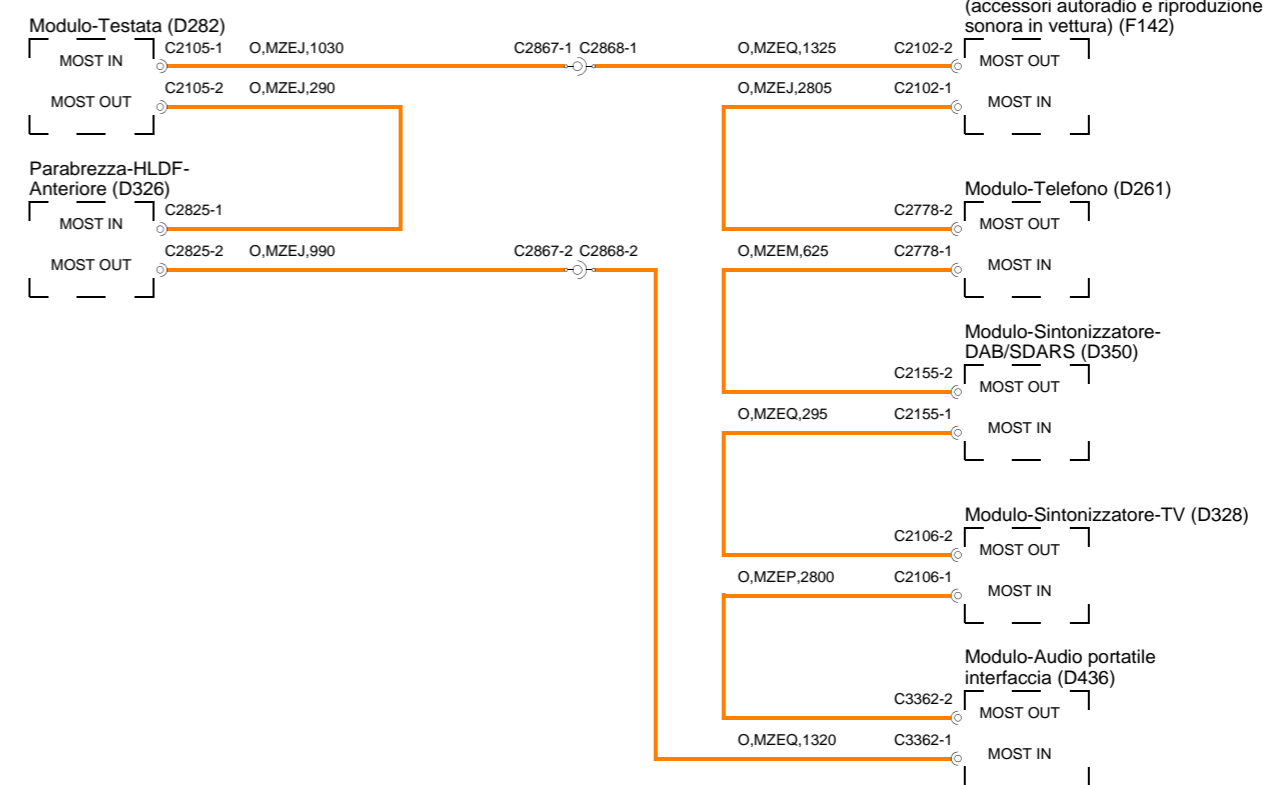 (accessori autoradio e riproduzione
sonora in vettura) (F142)
Modulo-Testata (D282)
MOST IN
C2105-1 O,MZEJ,1030 C2867-1 C2868-1 O,MZEQ,1325 C2102-2
MOST OUT
MOST OUT
C2105-2 O,MZEJ,290 O,MZEJ,2805 C2102-1
MOST IN
Parabrezza-HLDF-
Anteriore (D326)
MOST IN
C2825-1
MOST OUT
C2825-2 O,MZEJ,990 C2867-2 C2868-2
Modulo-Telefono (D261)
C2778-2
MOST OUT
O,MZEM,625 C2778-1
MOST IN
Modulo-Sintonizzatore-
DAB/SDARS (D350)
C2155-2
MOST OUT
O,MZEQ,295 C2155-1
MOST IN
Modulo-Sintonizzatore-TV (D328)
C2106-2
MOST OUT
O,MZEP,2800 C2106-1
MOST IN
Modulo-Audio portatile
interfaccia (D436)
C3362-2
MOST OUT
O,MZEQ,1320 C3362-1
MOST IN